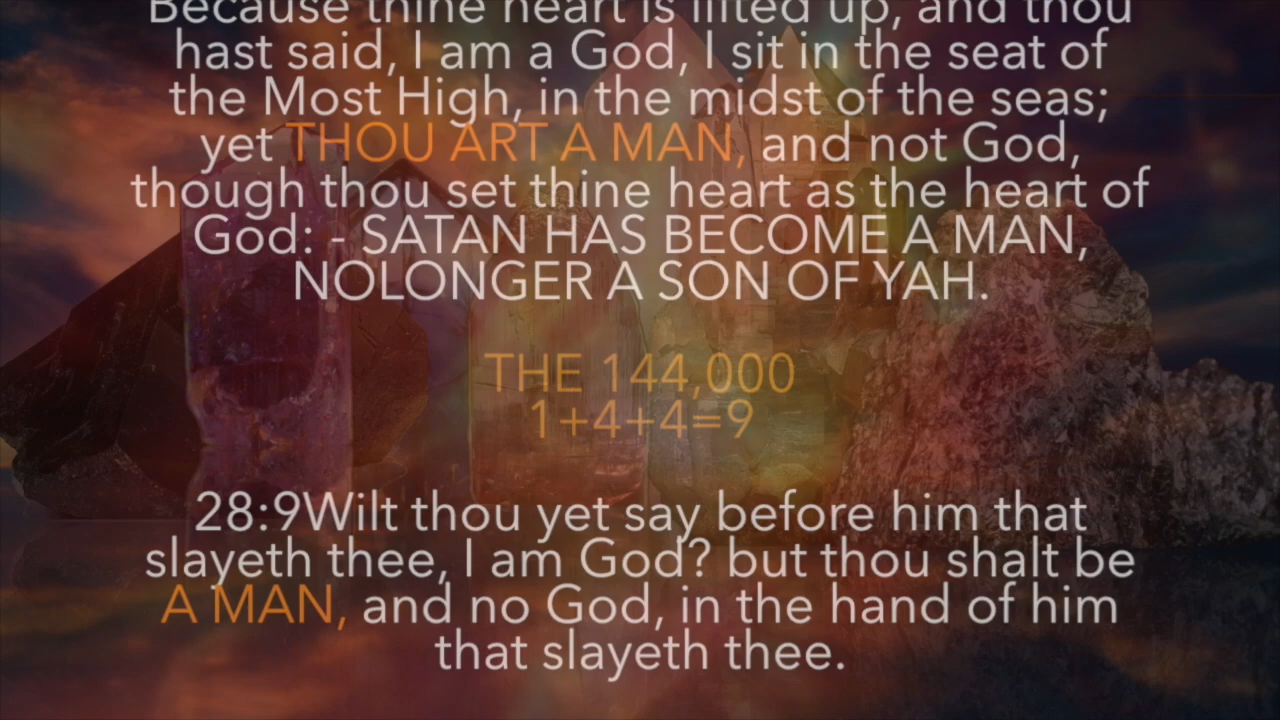 Because thine heart is lifted up, and thou
hast said, I am a God, I sit in the seat of
the Most High, in the midst of the seas;
yet THOU ART A MAN, and not God,
though thou set thine heart as the heart of
God: - SATAN HAS BECOME A MAN,
NOLONGER A SON OF YAH.
THE 144,000
1+4+4=9
28:9Wilt thou yet say before him that
slayeth thee, I am God? but thou shalt be
A MAN, and no God, in the hand of him
that slayeth thee.